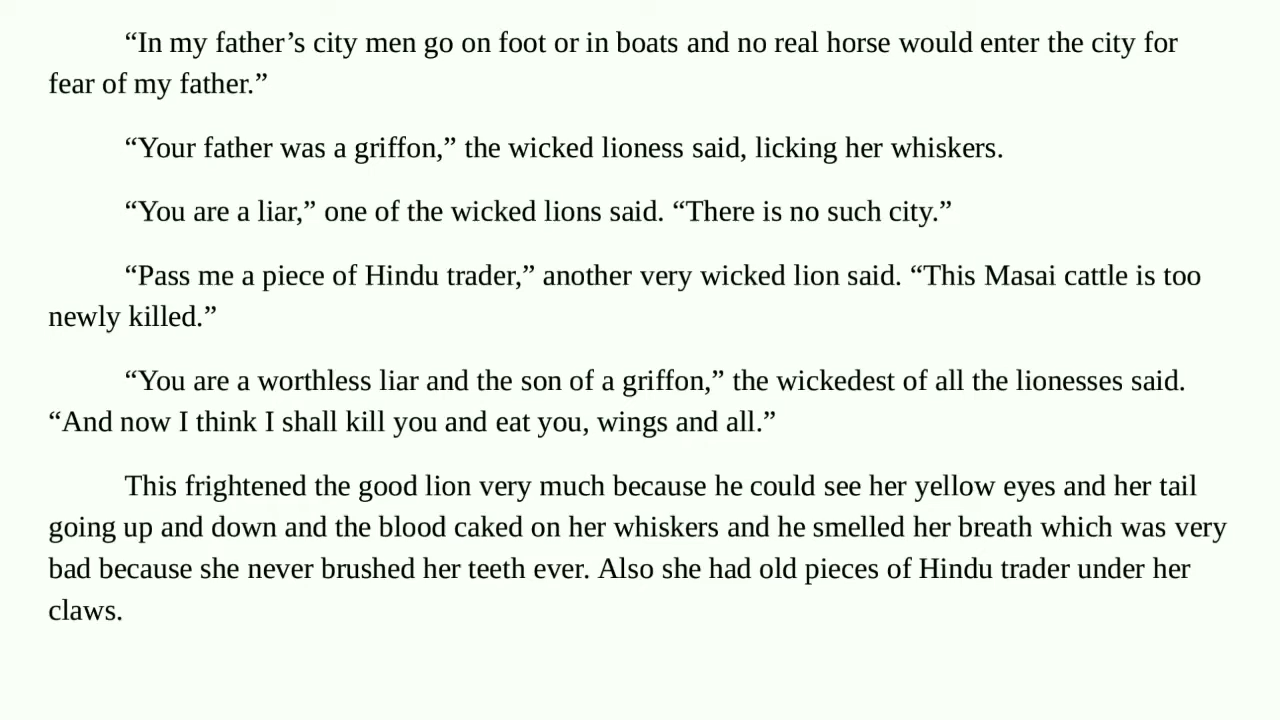 “In my father’s city men go on foot or in boats and no real horse would enter the city for
fear of my father.”
“Your father was a griffon,” the wicked lioness said, licking her whiskers.
“You are a liar,” one of the wicked lions said. “There is no such city.”
“Pass me a piece of Hindu trader,” another very wicked lion said. “This Masai cattle is too
newly killed.”
“You are a worthless liar and the son of a griffon,” the wickedest of all the lionesses said.
“And now I think I shall kill you and eat you, wings and all.”
This frightened the good lion very much because he could see her yellow eyes and her tail
going up and down and the blood caked on her whiskers and he smelled her breath which was very
bad because she never brushed her teeth ever. Also she had old pieces of Hindu trader under her
claws.